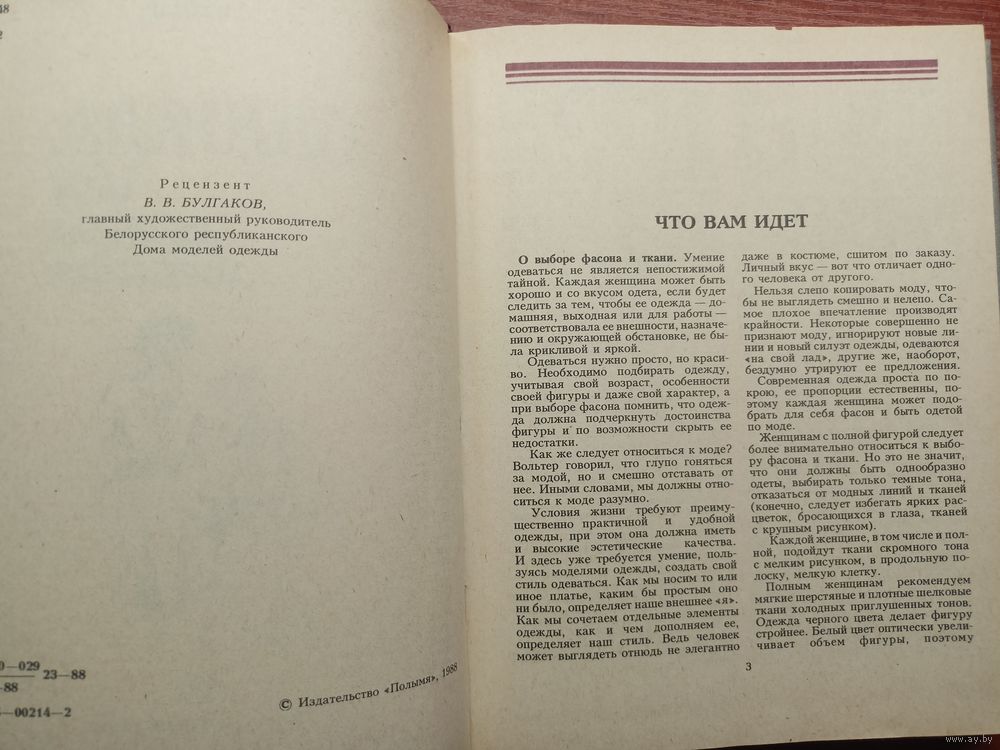 48
2
Рецензент
В. В. БУЛГАКОВ,
главный художественный руководитель
Белорусского республиканского
Дома моделей одежды
0—029
23—88
—88
—00214—2
© Издательство «Полымя», 1988
ЧТО ВАМ ИДЕТ
О выборе фасона и ткани. Умение
одеваться не является непостижимой
тайной. Каждая женщина может быть
хорошо и со вкусом одета, если будет
следить за тем, чтобы ее одежда — до-
машняя, выходная или для работы —
соответствовала ее внешности, назначе-
нию и окружающей обстановке, не бы-
ла крикливой и яркой.
Одеваться нужно просто, но краси-
во. Необходимо подбирать одежду,
учитывая свой возраст, особенности
своей фигуры и даже свой характер, а
при выборе фасона помнить, что одеж-
да должна подчеркнуть достоинства
фигуры и по возможности скрыть ее
недостатки.
Как же следует относиться к моде?
Вольтер говорил, что глупо гоняться
за модой, но и смешно отставать от
нее. Иными словами, мы должны отно-
ситься к моде разумно.
Условия жизни требуют преиму-
щественно практичной и удобной
одежды, при этом она должна иметь
и высокие эстетические качества.
И здесь уже требуется умение, поль-
зуясь моделями одежды, создать свой
стиль одеваться. Как мы носим то или
иное платье, каким бы простым оно
ни было, определяет наше внешнее «я».
Как мы сочетаем отдельные элементы
одежды, как и чем дополняем ее,
определяет наш стиль. Ведь человек
может выглядеть отнюдь не элегантно
даже в костюме, сшитом по заказу.
Личный вкус — вот что отличает одно-
го человека от другого.
Нельзя слепо копировать моду, что-
бы не выглядеть смешно и нелепо. Са-
мое плохое впечатление производят
крайности. Некоторые совершенно не
признают моду, игнорируют новые ли-
нии и новый силуэт одежды, одеваются
«на свой лад», другие же, наоборот,
бездумно утрируют ее предложения.
Современная одежда проста по по-
крою, ее пропорции естественны, по-
этому каждая женщина может подо-
брать для себя фасон и быть одетой
по моде.
Женщинам с полной фигурой следует
более внимательно относиться к выбо-
ру фасона и ткани. Но это не значит,
что они должны быть однообразно
одеты, выбирать только темные тона,
отказаться от модных линий и тканей
(конечно, следует избегать ярких рас-
цветок, бросающихся в глаза, тканей
с крупным рисунком).
Каждой женщине, в том числе и пол-
ной, подойдут ткани скромного тона
с мелким рисунком, в продольную по-
лоску, мелкую клетку.
Полным женщинам рекомендуем
мягкие шерстяные и плотные шелковые
ткани холодных приглушенных тонов.
Одежда черного цвета делает фигуру
стройнее. Белый цвет оптически увели-
чивает объем фигуры, поэтому
3
www.ay.by